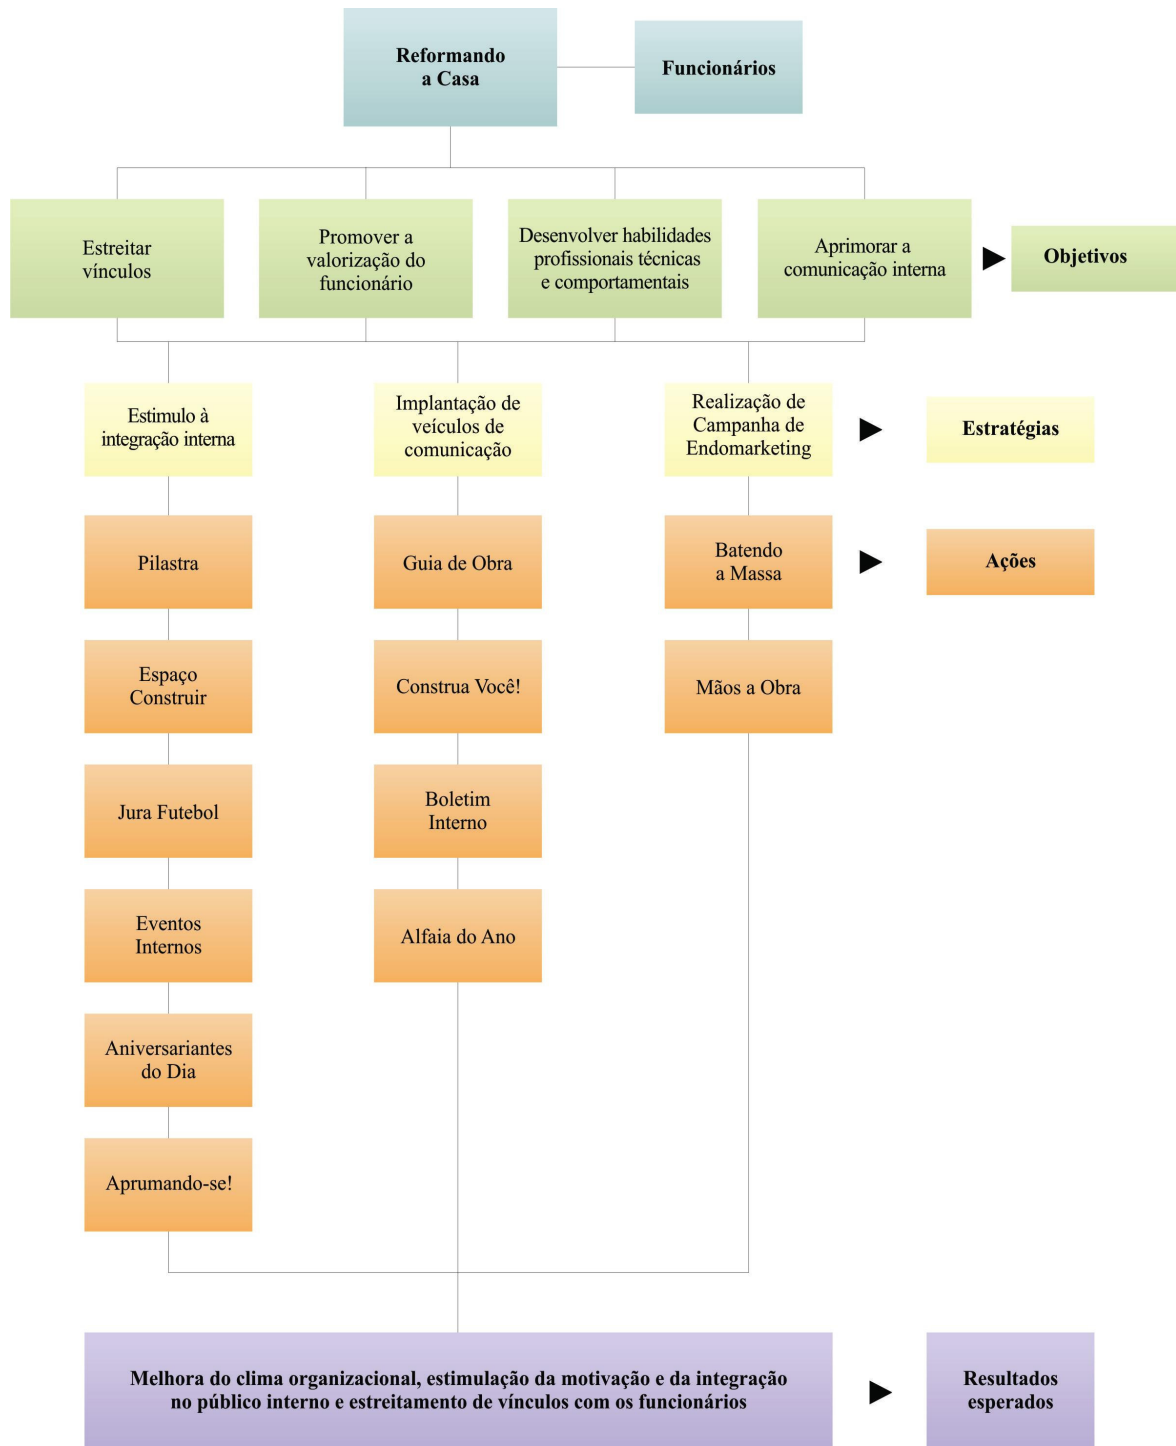 Reformando
a Casa
Funcionários
Estreitar
vínculos
Promover a
valorização do
funcionário
Desenvolver habilidades
profissionais técnicas
e comportamentais
Aprimorar a
comunicação interna
Objetivos
Estimulo à
integração interna
Implantação de
veículos de
comunicação
Realização de
Campanha de
Endomarketing
Estratégias
Pilastra
Guia de Obra
Batendo
a Massa
Ações
Espaço
Construir
Construa Você!
Mãos a Obra
Jura Futebol
Boletim
Interno
Eventos
Internos
Alfaia do Ano
Aniversariantes
do Dia
Aprumando-se!
Melhora do clima organizacional, estimulação da motivação e da integração
no público interno e estreitamento de vínculos com os funcionários
Resultados
esperados